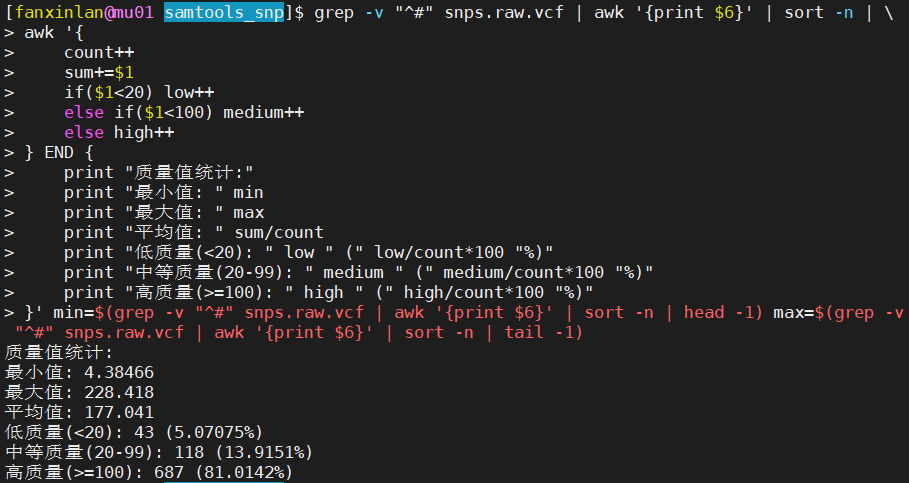 [fanxinlan@mu01 samtools_snp]$ grep -v "^#" snps.raw.vcf | awk '{print $6}' | sort -n | \
> awk '{
>     count++
>     sum+=$1
>     if($1<20) low++
>     else if($1<100) medium++
>     else high++
> } END {
>     print "质量值统计:"
>     print "最小值: " min
>     print "最大值: " max
>     print "平均值: " sum/count
>     print "低质量(<20): " low " (" low/count*100 "%)"
>     print "中等质量(20-99): " medium " (" medium/count*100 "%)"
>     print "高质量(>=100): " high " (" high/count*100 "%)"
> }' min=$(grep -v "^#" snps.raw.vcf | awk '{print $6}' | sort -n | head -1) max=$(grep -v
 "^#" snps.raw.vcf | awk '{print $6}' | sort -n | tail -1)
质量值统计:
最小值: 4.38466
最大值: 228.418
平均值: 177.041
低质量(<20): 43 (5.07075%)
中等质量(20-99): 118 (13.9151%)
高质量(>=100): 687 (81.0142%)